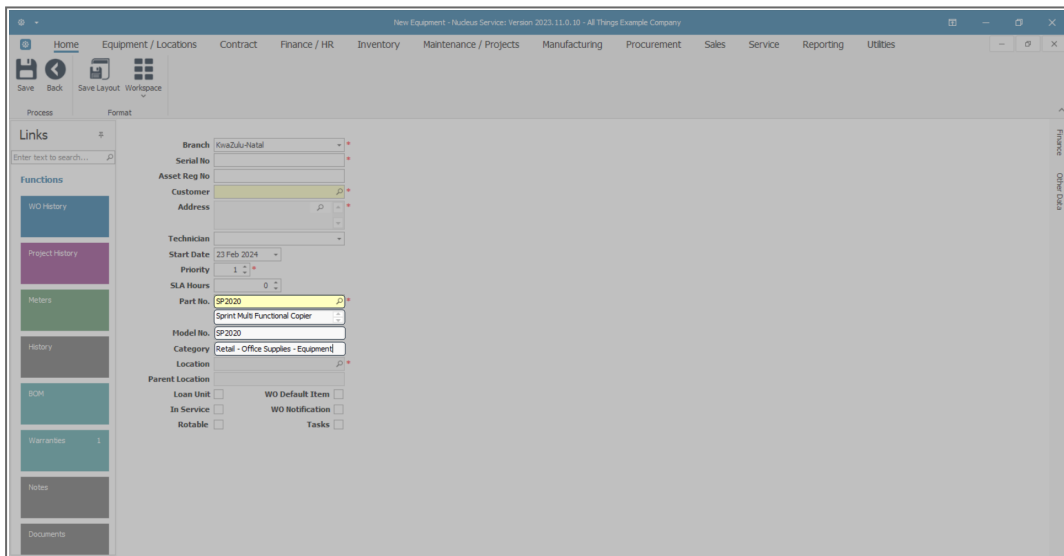 New Equipment - Nucleus Service: Version 2023.11.0.10 - All Things Example Company
Home Equipment / Locations Contract Finance / HR Inventory Maintenance / Projects Manufacturing Procurement Sales Service Reporting Utilities
Save Back Save Layout Workspace
Process Format
Links
Enter text to search...
Functions
WO History
Project History
Meters
History
BOM
Warranties 1
Notes
Documents
Branch KwaZulu-Natal *
Serial No *
Asset Reg No
Customer *
Address *
Technician
Start Date 23 Feb 2024
Priority 1 *
SLA Hours 0
Part No. SP2020 *
Sprint Multi Functional Copier
Model No. SP2020
Category Retail - Office Supplies - Equipment
Location *
Parent Location
Loan Unit WO Default Item
In Service WO Notification
Rotable Tasks
Finance
Other Data